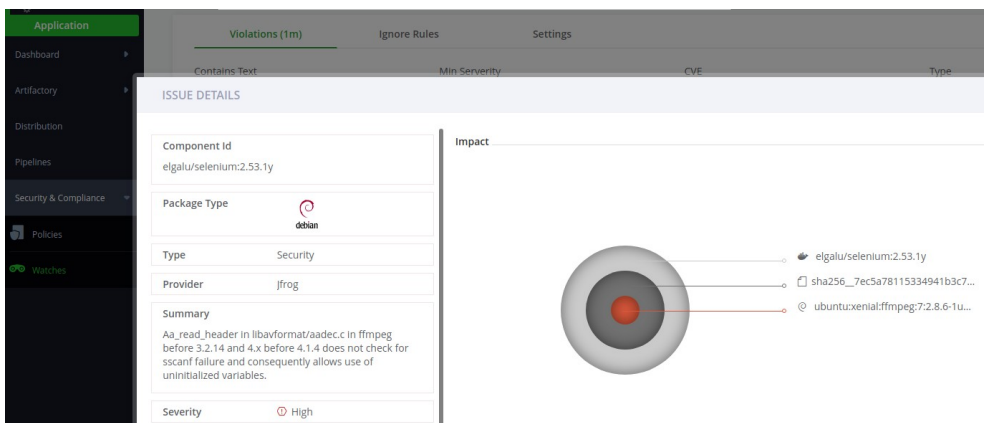 Application
Dashboard
Artifactory
Distribution
Pipelines
Security & Compliance
Policies
Watches
Violations (1m)
Ignore Rules
Settings
Contains Text
Min Serverity
CVE
Type
ISSUE DETAILS
Component Id
elgalu/selenium:2.53.1y
Package Type
debian
Type
Security
Provider
Jfrog
Summary
Aa_read_header in libavformat/aadec.c in ffmpeg
before 3.2.14 and 4.x before 4.1.4 does not check for
sscanf failure and consequently allows use of
uninitialized variables.
Severity
High
Impact
elgalu/selenium:2.53.1y
sha256__7ec5a78115334941b3c7...
ubuntu:xenial:ffmpeg:7:2.8.6-1u...